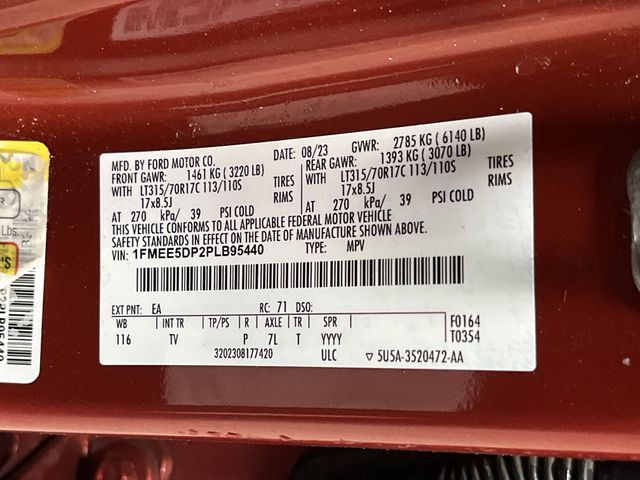 MFD. BY FORD MOTOR CO. DATE: 08/23 GVWR: 2785 KG ( 6140 LB)
FRONT GAWR: 1461 KG ( 3220 LB) REAR GAWR: 1393 KG ( 3070 LB)
WITH LT315/70R17C 113/110S TIRES WITH LT315/70R17C 113/110S TIRES
17x8.5J RIMS 17x8.5J RIMS
AT 270 kPa/ 39 PSI COLD AT 270 kPa/ 39 PSI COLD
THIS VEHICLE CONFORMS TO ALL APPLICABLE FEDERAL MOTOR VEHICLE
SAFETY STANDARDS IN EFFECT ON THE DATE OF MANUFACTURE SHOWN ABOVE.
VIN: 1FMEE5DP2PLB95440 TYPE: MPV
EXT PNT: EA RC: 71 DSO:
WB INT TR TP/PS R AXLE TR SPR F0164
116 TV P 7L T YYYY T0354
3202308177420 ULC 5U5A-3520472-AA
Lbs.